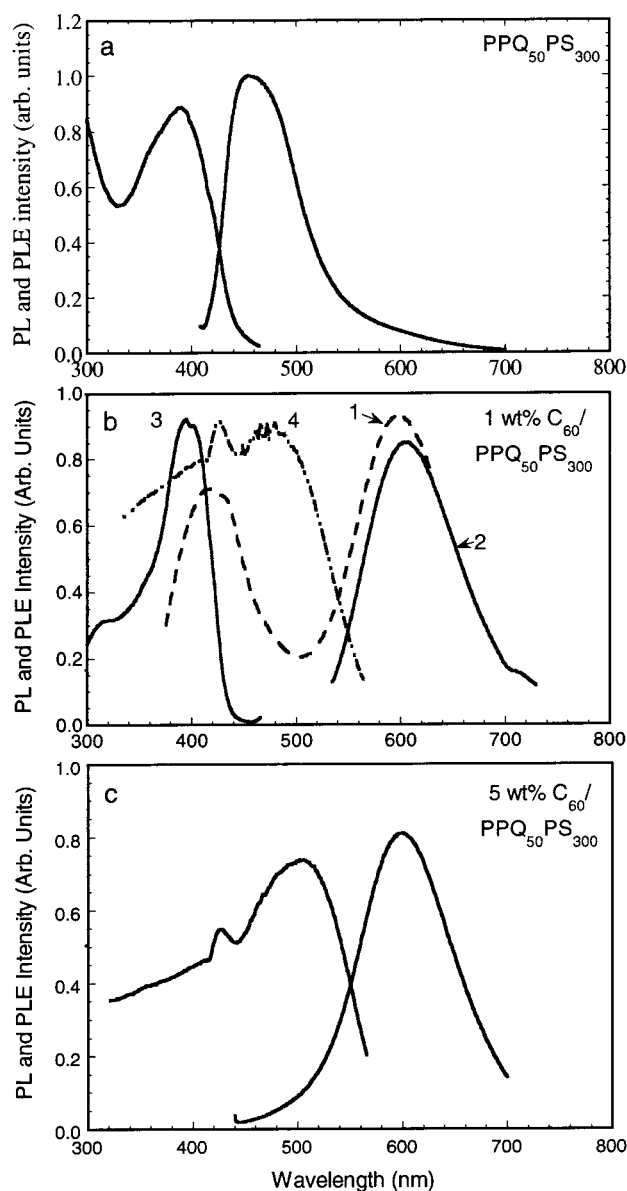 1.2
a
PPQ50PS300
1.0
0.8
0.6
0.4
0.2
0.0
300 400 500 600 700 800
PL and PLE intensity (arb. units)
1.0
b 3 4 1 1 wt% C60/
PPQ50PS300
0.8
0.6
2
0.4
0.2
0.0
300 400 500 600 700 800
PL and PLE Intensity (Arb. Units)
1.0
c 5 wt% C60/
PPQ50PS300
0.8
0.6
0.4
0.2
0.0
300 400 500 600 700 800
PL and PLE Intensity (Arb. Units)
Wavelength (nm)